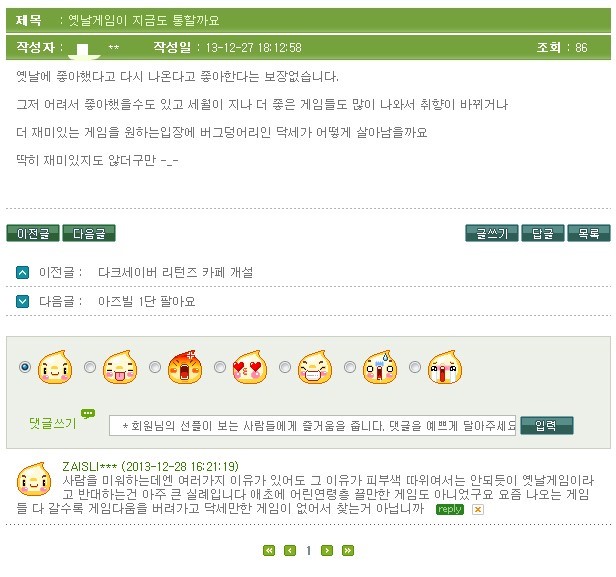 제목 : 옛날게임이 지금도 통할까요
작성자 : ** 작성일 : 13-12-27 18:12:58 조회 : 86
옛날에 좋아했다고 다시 나온다고 좋아한다는 보장없습니다.
그저 어려서 좋아했을수도 있고 세월이 지나 더 좋은 게임들도 많이 나와서 취향이 바뀌거나
더 재미있는 게임을 원하는입장에 버그덩어리인 닥세가 어떻게 살아남을까요
딱히 재미있지도 않더구만 -_-
이전글 다음글 글쓰기 답글 목록
이전글 : 다크세이버 리턴즈 카페 개설
다음글 : 아즈빌 1단 팔아요
댓글쓰기 * 회원님의 선플이 보는 사람들에게 즐거움을 줍니다. 댓글을 예쁘게 달아주세요 입력
ZAISLI*** (2013-12-28 16:21:19)
사람을 미워하는데엔 여러가지 이유가 있어도 그 이유가 피부색 따위여서는 안되듯이 옛날게임이라
고 반대하는건 아주 큰 실례입니다 애초에 어린연령층 끌만한 게임도 아니었구요 요즘 나오는 게임
들 다 갈수록 게임다움을 버려가고 닥세만한 게임이 없어서 찾는거 아닙니까 reply
1